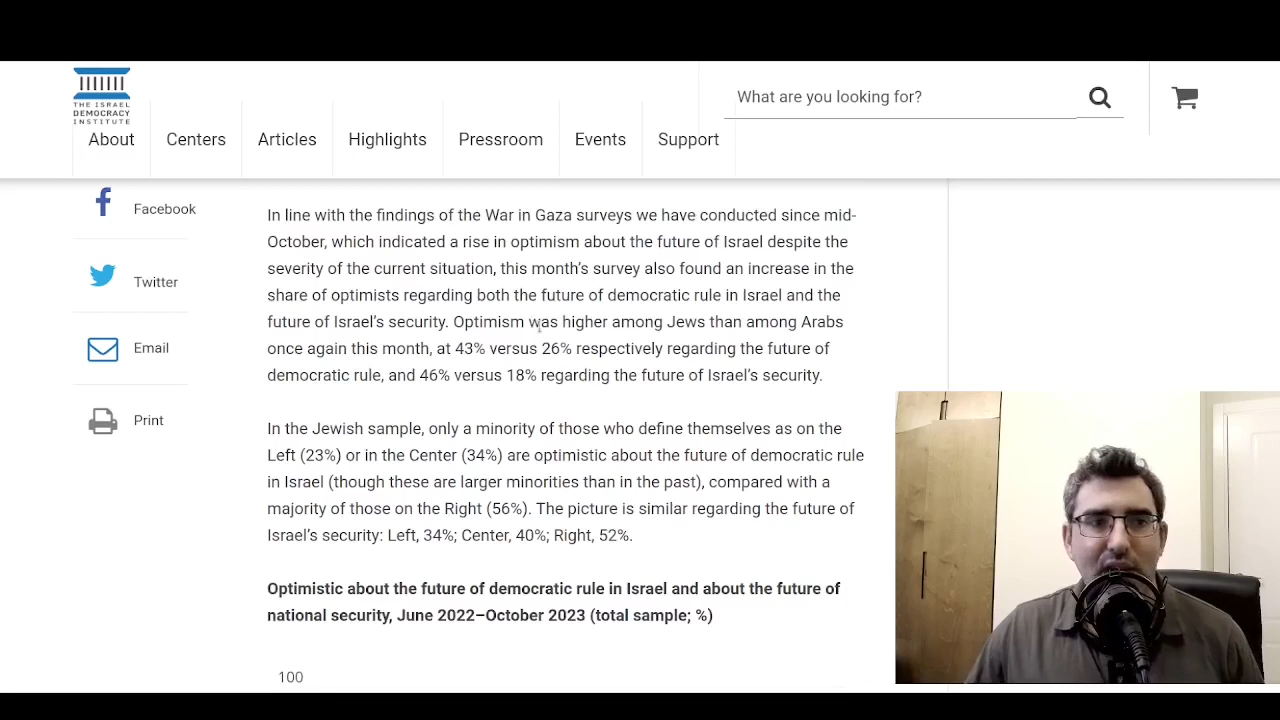 THE ISRAEL
DEMOCRACY
INSTITUTE
What are you looking for?
About
Centers
Articles
Highlights
Pressroom
Events
Support
Facebook
Twitter
Email
Print
In line with the findings of the War in Gaza surveys we have conducted since mid-
October, which indicated a rise in optimism about the future of Israel despite the
severity of the current situation, this month's survey also found an increase in the
share of optimists regarding both the future of democratic rule in Israel and the
future of Israel's security. Optimism was higher among Jews than among Arabs
once again this month, at 43% versus 26% respectively regarding the future of
democratic rule, and 46% versus 18% regarding the future of Israel's security.
In the Jewish sample, only a minority of those who define themselves as on the
Left (23%) or in the Center (34%) are optimistic about the future of democratic rule
in Israel (though these are larger minorities than in the past), compared with a
majority of those on the Right (56%). The picture is similar regarding the future of
Israel's security: Left, 34%; Center, 40%; Right, 52%.
Optimistic about the future of democratic rule in Israel and about the future of
national security, June 2022–October 2023 (total sample; %)
100